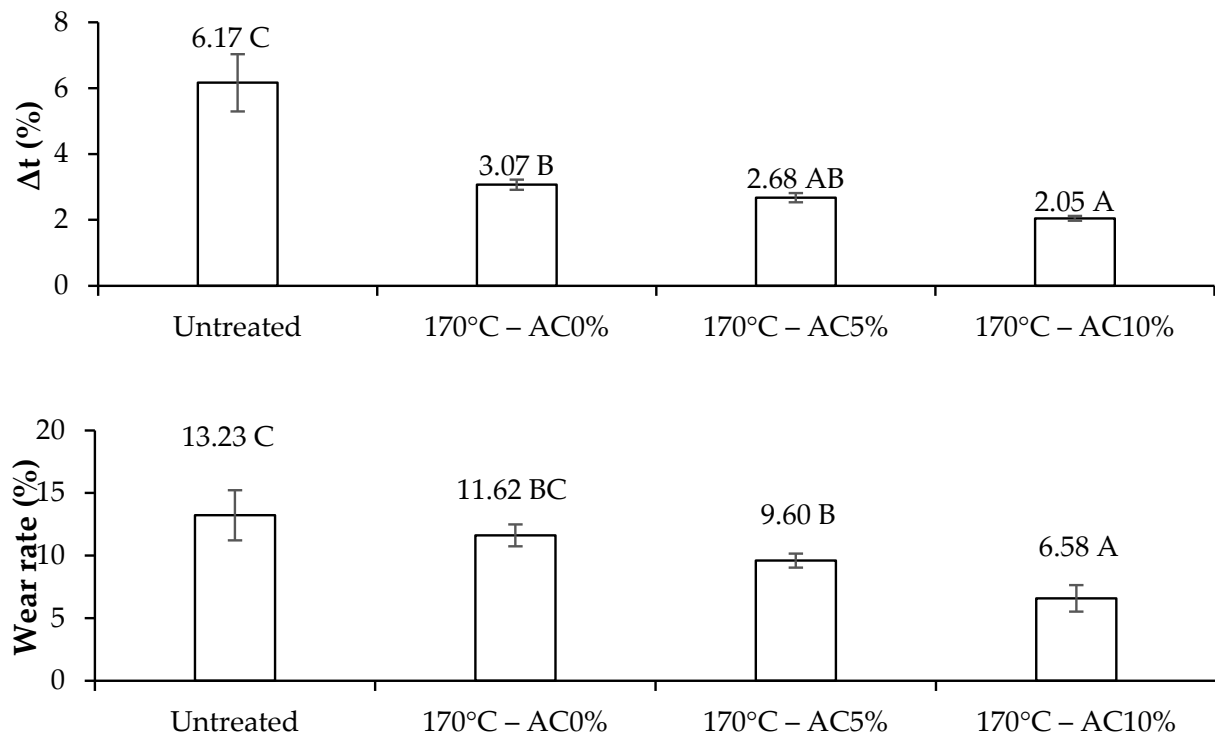 Δt (%)
8
6
4
2
0
6.17 C
3.07 B
2.68 AB
2.05 A
Untreated
170°C – AC0%
170°C – AC5%
170°C – AC10%
Wear rate (%)
20
15
10
5
0
13.23 C
11.62 BC
9.60 B
6.58 A
Untreated
170°C – AC0%
170°C – AC5%
170°C – AC10%